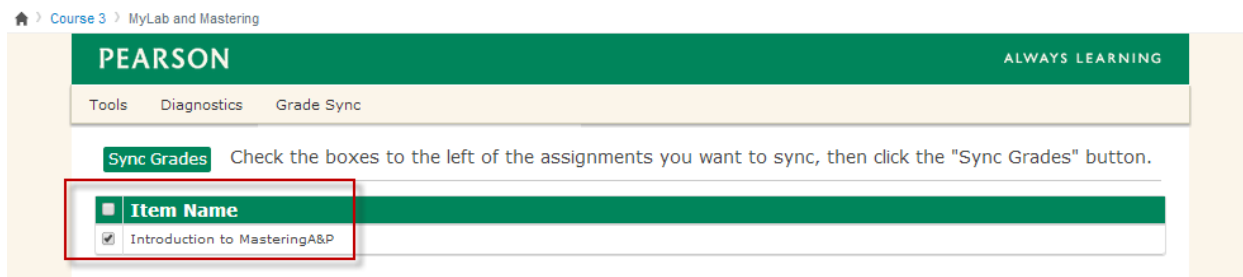 Course 3 MyLab and Mastering
PEARSON ALWAYS LEARNING
Tools Diagnostics Grade Sync
Sync Grades Check the boxes to the left of the assignments you want to sync, then click the "Sync Grades" button.
Item Name
Introduction to MasteringA&P